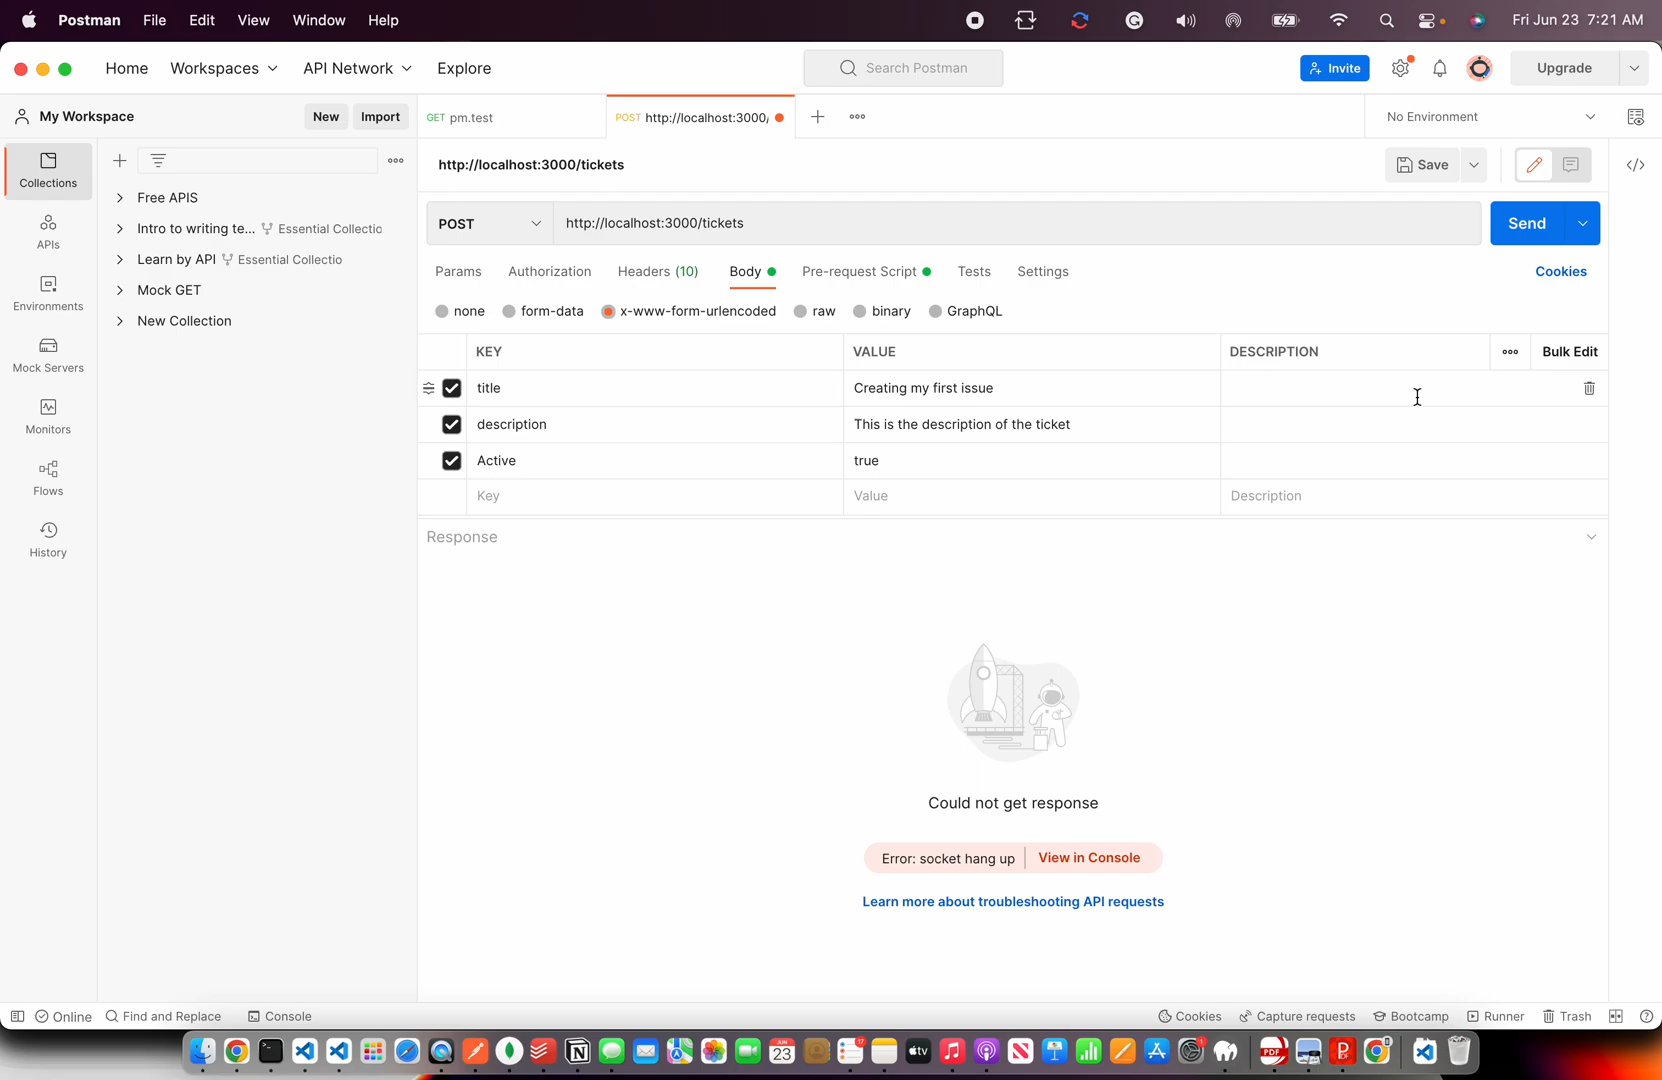 Postman File Edit View Window Help Fri Jun 23 7:21 AM
Home Workspaces API Network Explore Search Postman Invite Upgrade
My Workspace New Import GET pm.test POST http://localhost:3000/ No Environment
Collections
APIs
Environments
Mock Servers
Monitors
Flows
History
Free APIS
Intro to writing te... Essential Collectio
Learn by API Essential Collectio
Mock GET
New Collection
http://localhost:3000/tickets Save
POST http://localhost:3000/tickets Send
Params Authorization Headers (10) Body Pre-request Script Tests Settings Cookies
none form-data x-www-form-urlencoded raw binary GraphQL
KEY VALUE DESCRIPTION Bulk Edit
title Creating my first issue
description This is the description of the ticket
Active true
Key Value Description
Response
Could not get response
Error: socket hang up View in Console
Learn more about troubleshooting API requests
Online Find and Replace Console Cookies Capture requests Bootcamp Runner Trash
JUN
23
17
tv
1
PDF